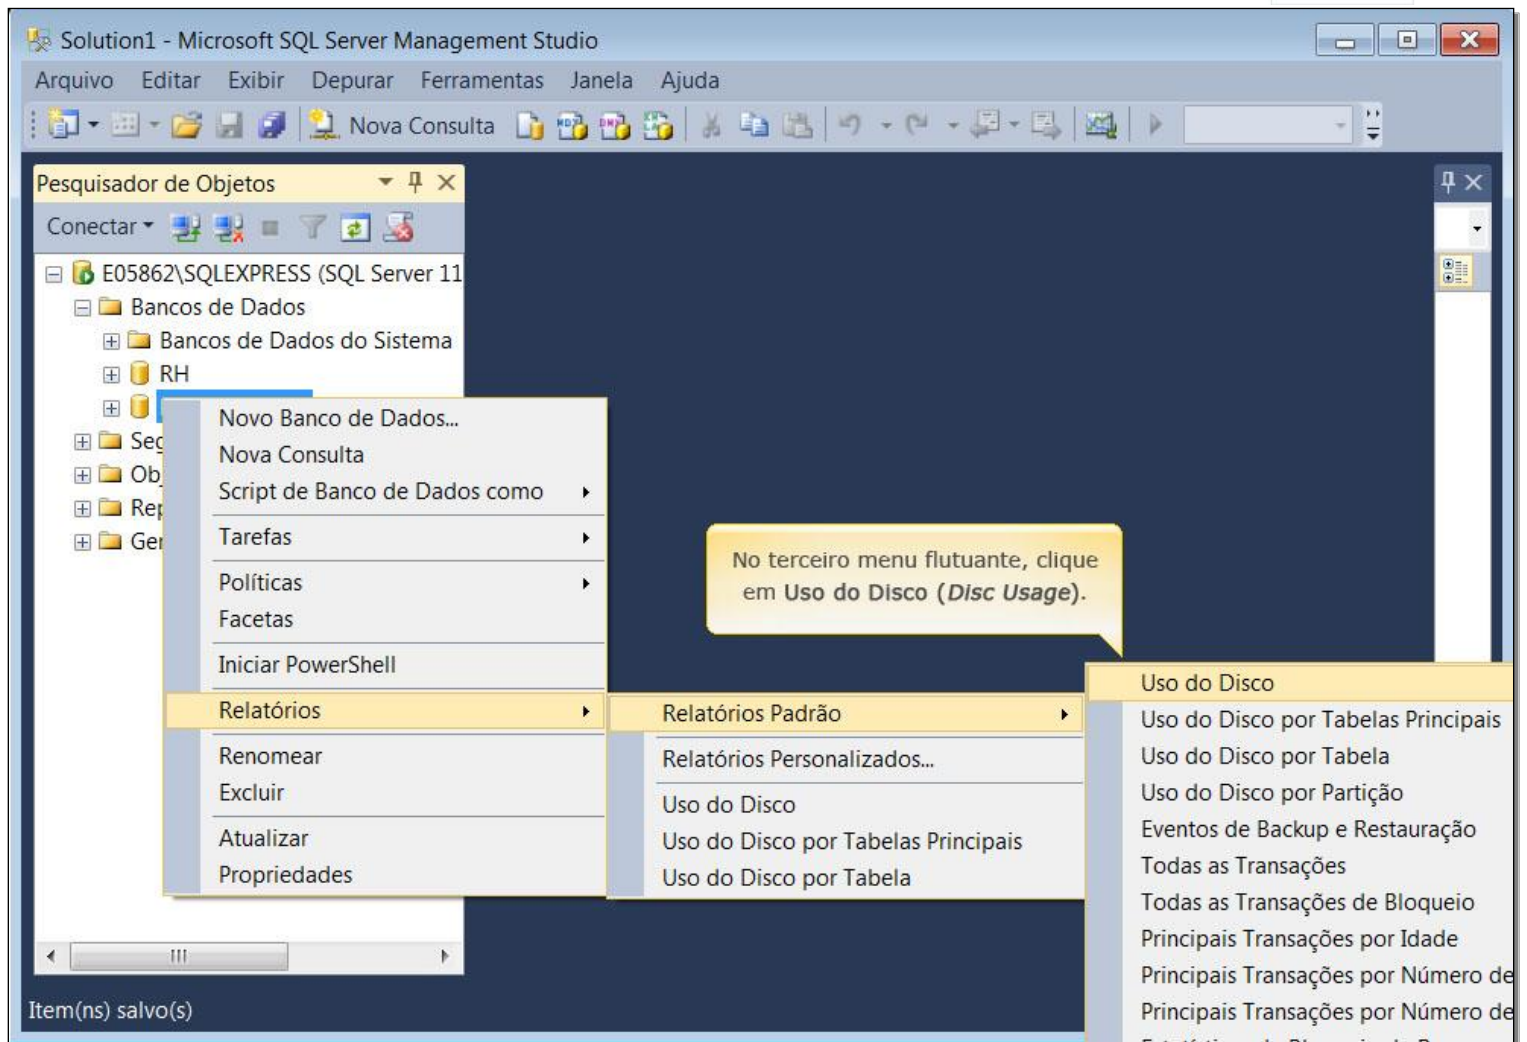 Solution1 - Microsoft SQL Server Management Studio
Arquivo Editar Exibir Depurar Ferramentas Janela Ajuda
Nova Consulta
Pesquisador de Objetos
Conectar
E05862\SQLEXPRESS (SQL Server 11
Bancos de Dados
Bancos de Dados do Sistema
RH
Seg
Obj
Rep
Ger
Novo Banco de Dados...
Nova Consulta
Script de Banco de Dados como
Tarefas
Políticas
Facetas
Iniciar PowerShell
Relatórios
Renomear
Excluir
Atualizar
Propriedades
No terceiro menu flutuante, clique
em Uso do Disco (Disc Usage).
Relatórios Padrão
Relatórios Personalizados...
Uso do Disco
Uso do Disco por Tabelas Principais
Uso do Disco por Tabela
Uso do Disco
Uso do Disco por Tabelas Principais
Uso do Disco por Tabela
Uso do Disco por Partição
Eventos de Backup e Restauração
Todas as Transações
Todas as Transações de Bloqueio
Principais Transações por Idade
Principais Transações por Número de
Principais Transações por Número de
Item(ns) salvo(s)